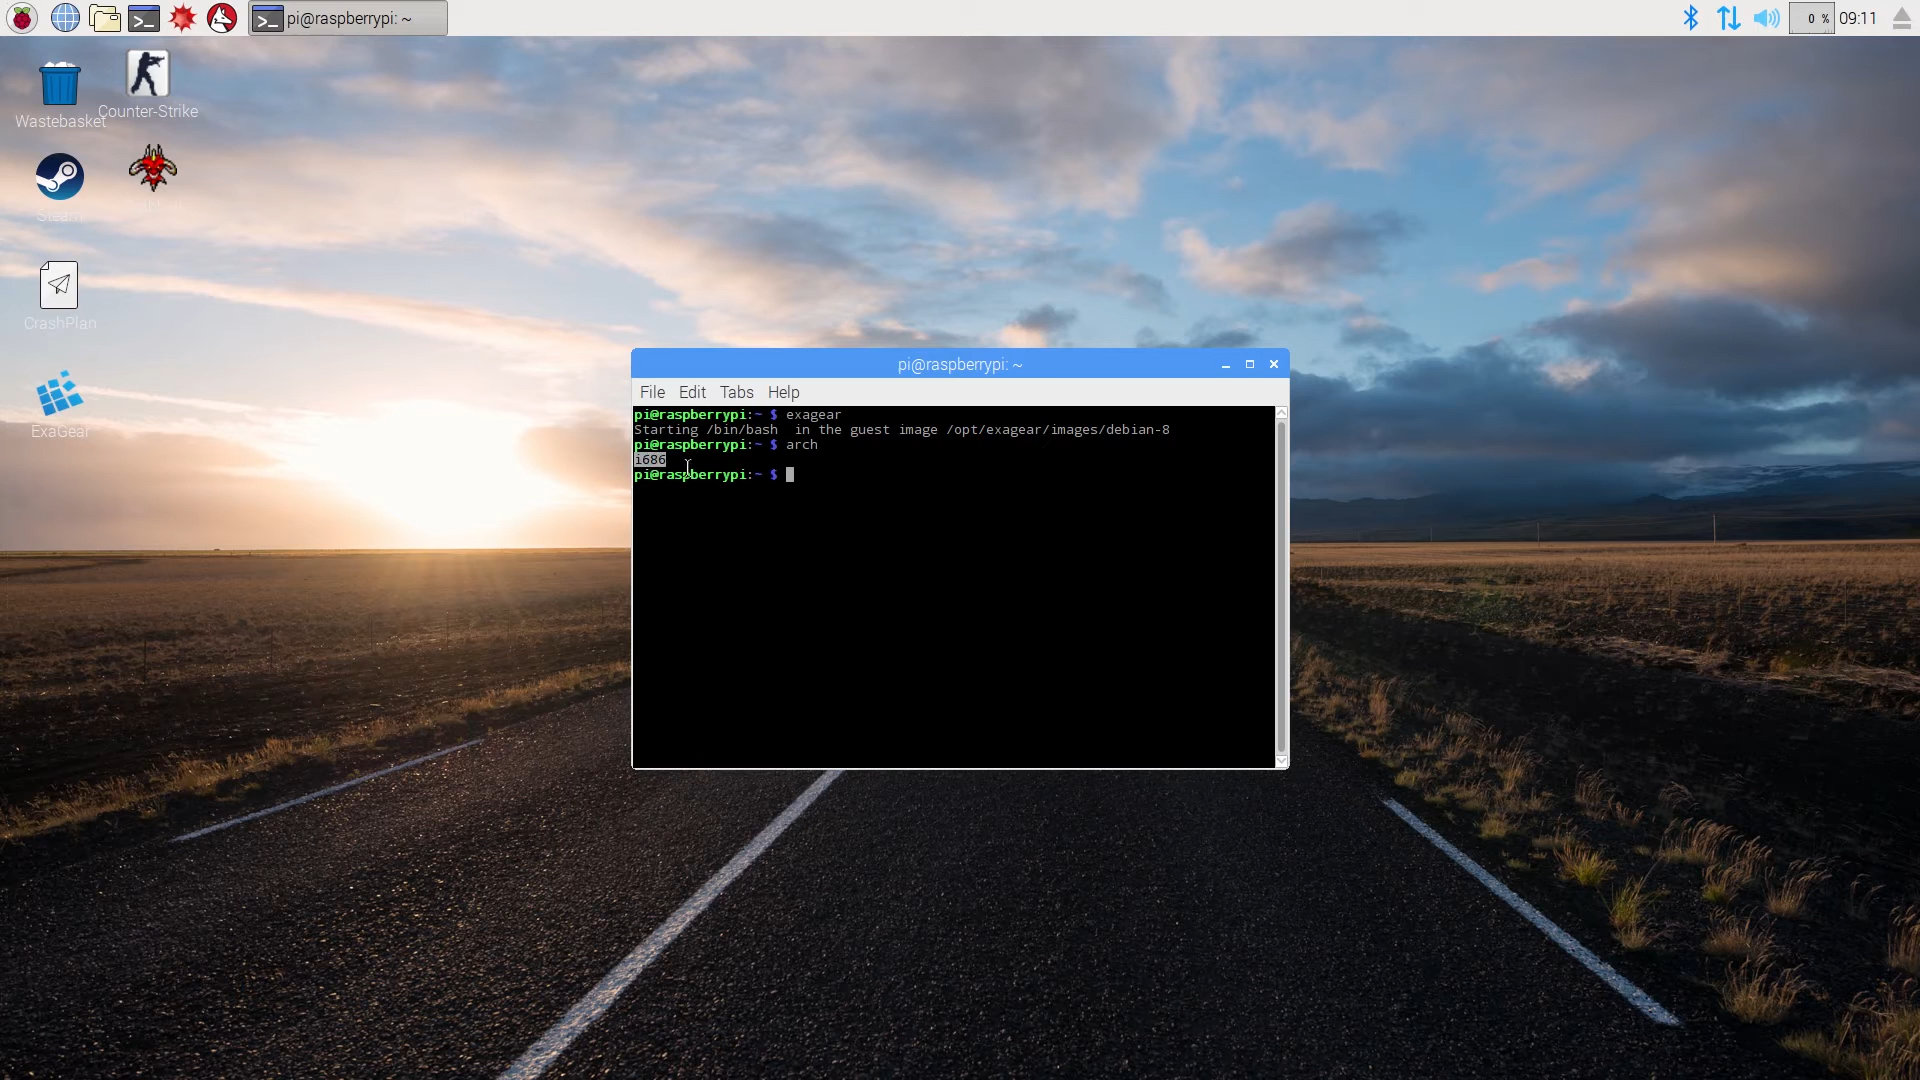 pi@raspberrypi: ~
0 %
09:11
Wastebasket
Counter-Strike
Steam
CrashPlan
ExaGear
pi@raspberrypi: ~
File Edit Tabs Help
pi@raspberrypi:~ $ exagear
Starting /bin/bash  in the guest image /opt/exagear/images/debian-8
pi@raspberrypi:~ $ arch
i686
pi@raspberrypi:~ $